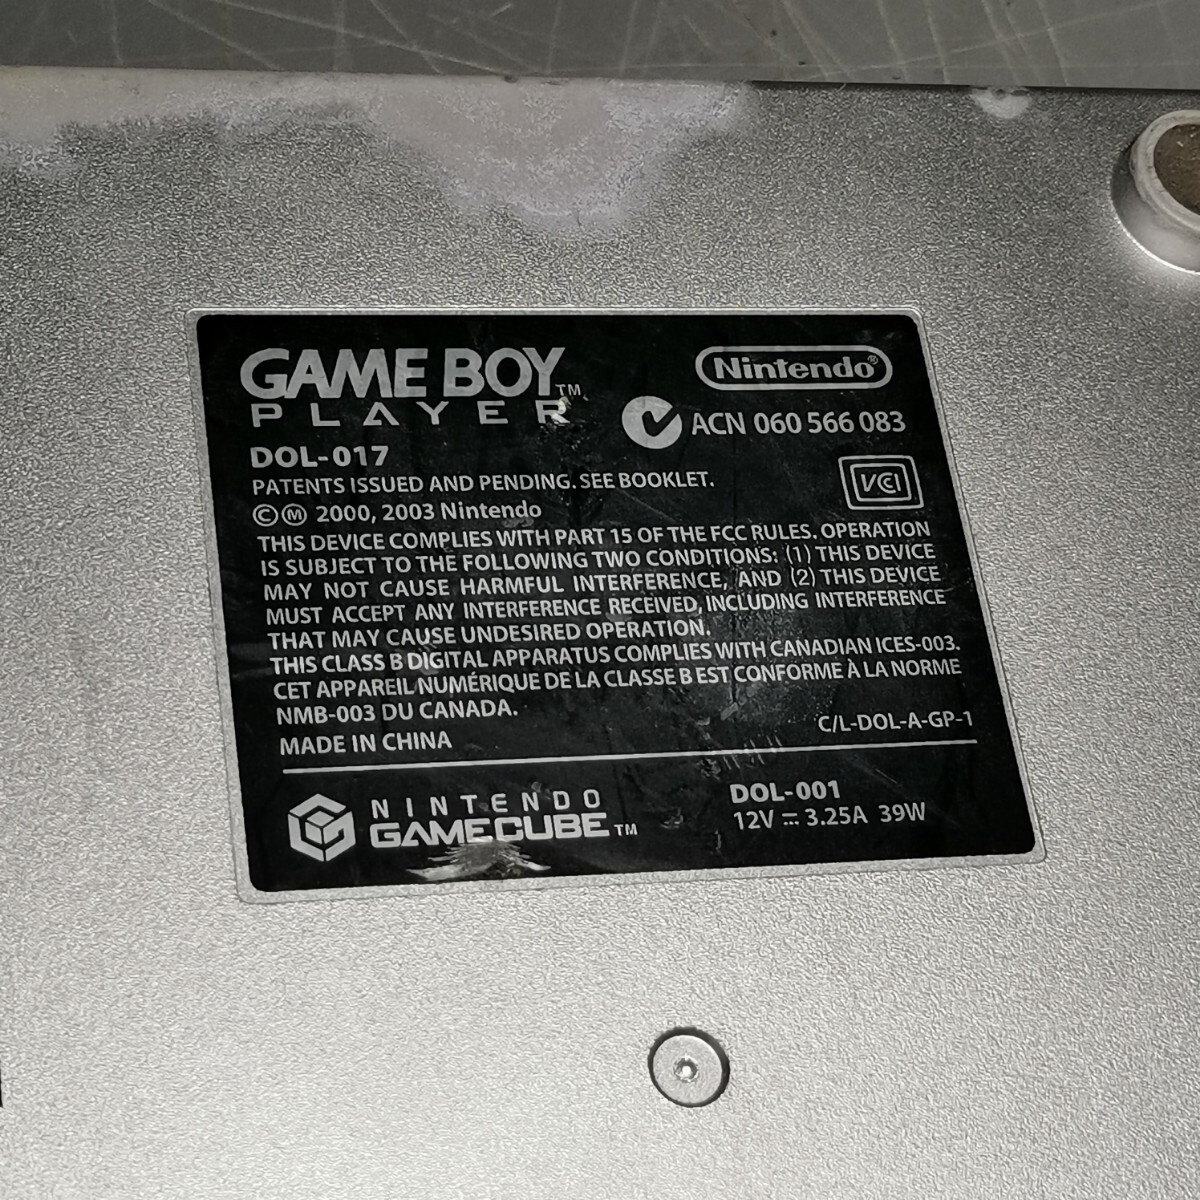 GAME BOY™
PLAYER
Nintendo®
ACN 060 566 083
DOL-017
PATENTS ISSUED AND PENDING. SEE BOOKLET.
VCCI
©Ⓜ 2000, 2003 Nintendo
THIS DEVICE COMPLIES WITH PART 15 OF THE FCC RULES. OPERATION
IS SUBJECT TO THE FOLLOWING TWO CONDITIONS: (1) THIS DEVICE
MAY NOT CAUSE HARMFUL INTERFERENCE, AND (2) THIS DEVICE
MUST ACCEPT ANY INTERFERENCE RECEIVED, INCLUDING INTERFERENCE
THAT MAY CAUSE UNDESIRED OPERATION.
THIS CLASS B DIGITAL APPARATUS COMPLIES WITH CANADIAN ICES-003.
CET APPAREIL NUMÉRIQUE DE LA CLASSE B EST CONFORME À LA NORME
NMB-003 DU CANADA.
C/L-DOL-A-GP-1
MADE IN CHINA
NINTENDO
GAMECUBE™
DOL-001
12V ⎓ 3.25A 39W